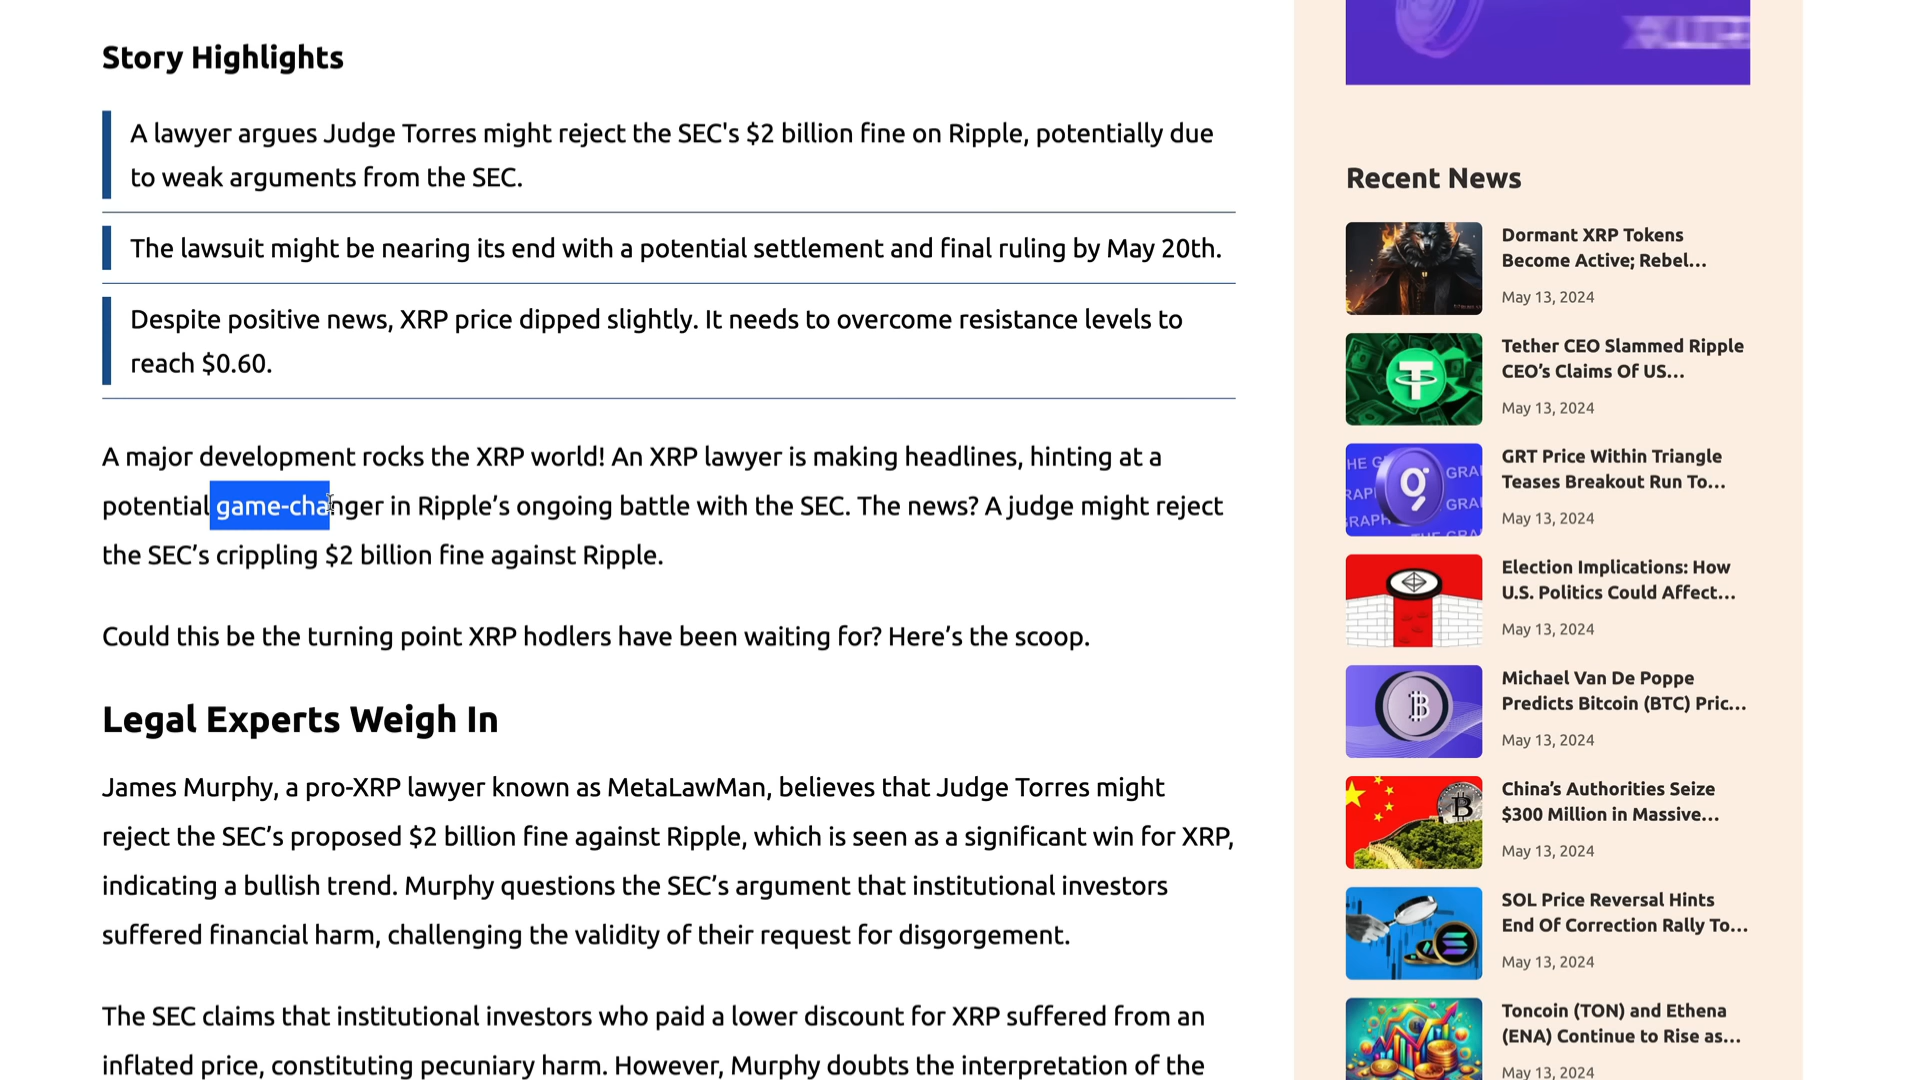 Story Highlights
A lawyer argues Judge Torres might reject the SEC's $2 billion fine on Ripple, potentially due
to weak arguments from the SEC.
The lawsuit might be nearing its end with a potential settlement and final ruling by May 20th.
Despite positive news, XRP price dipped slightly. It needs to overcome resistance levels to
reach $0.60.
A major development rocks the XRP world! An XRP lawyer is making headlines, hinting at a
potential game-changer in Ripple’s ongoing battle with the SEC. The news? A judge might reject
the SEC’s crippling $2 billion fine against Ripple.
Could this be the turning point XRP hodlers have been waiting for? Here’s the scoop.
Legal Experts Weigh In
James Murphy, a pro-XRP lawyer known as MetaLawMan, believes that Judge Torres might
reject the SEC’s proposed $2 billion fine against Ripple, which is seen as a significant win for XRP,
indicating a bullish trend. Murphy questions the SEC’s argument that institutional investors
suffered financial harm, challenging the validity of their request for disgorgement.
The SEC claims that institutional investors who paid a lower discount for XRP suffered from an
inflated price, constituting pecuniary harm. However, Murphy doubts the interpretation of the
Recent News
Dormant XRP Tokens
Become Active; Rebel...
May 13, 2024
Tether CEO Slammed Ripple
CEO’s Claims Of US...
May 13, 2024
GRT Price Within Triangle
Teases Breakout Run To...
May 13, 2024
Election Implications: How
U.S. Politics Could Affect...
May 13, 2024
Michael Van De Poppe
Predicts Bitcoin (BTC) Pric...
May 13, 2024
China’s Authorities Seize
$300 Million in Massive...
May 13, 2024
SOL Price Reversal Hints
End Of Correction Rally To...
May 13, 2024
Toncoin (TON) and Ethena
(ENA) Continue to Rise as...
May 13, 2024